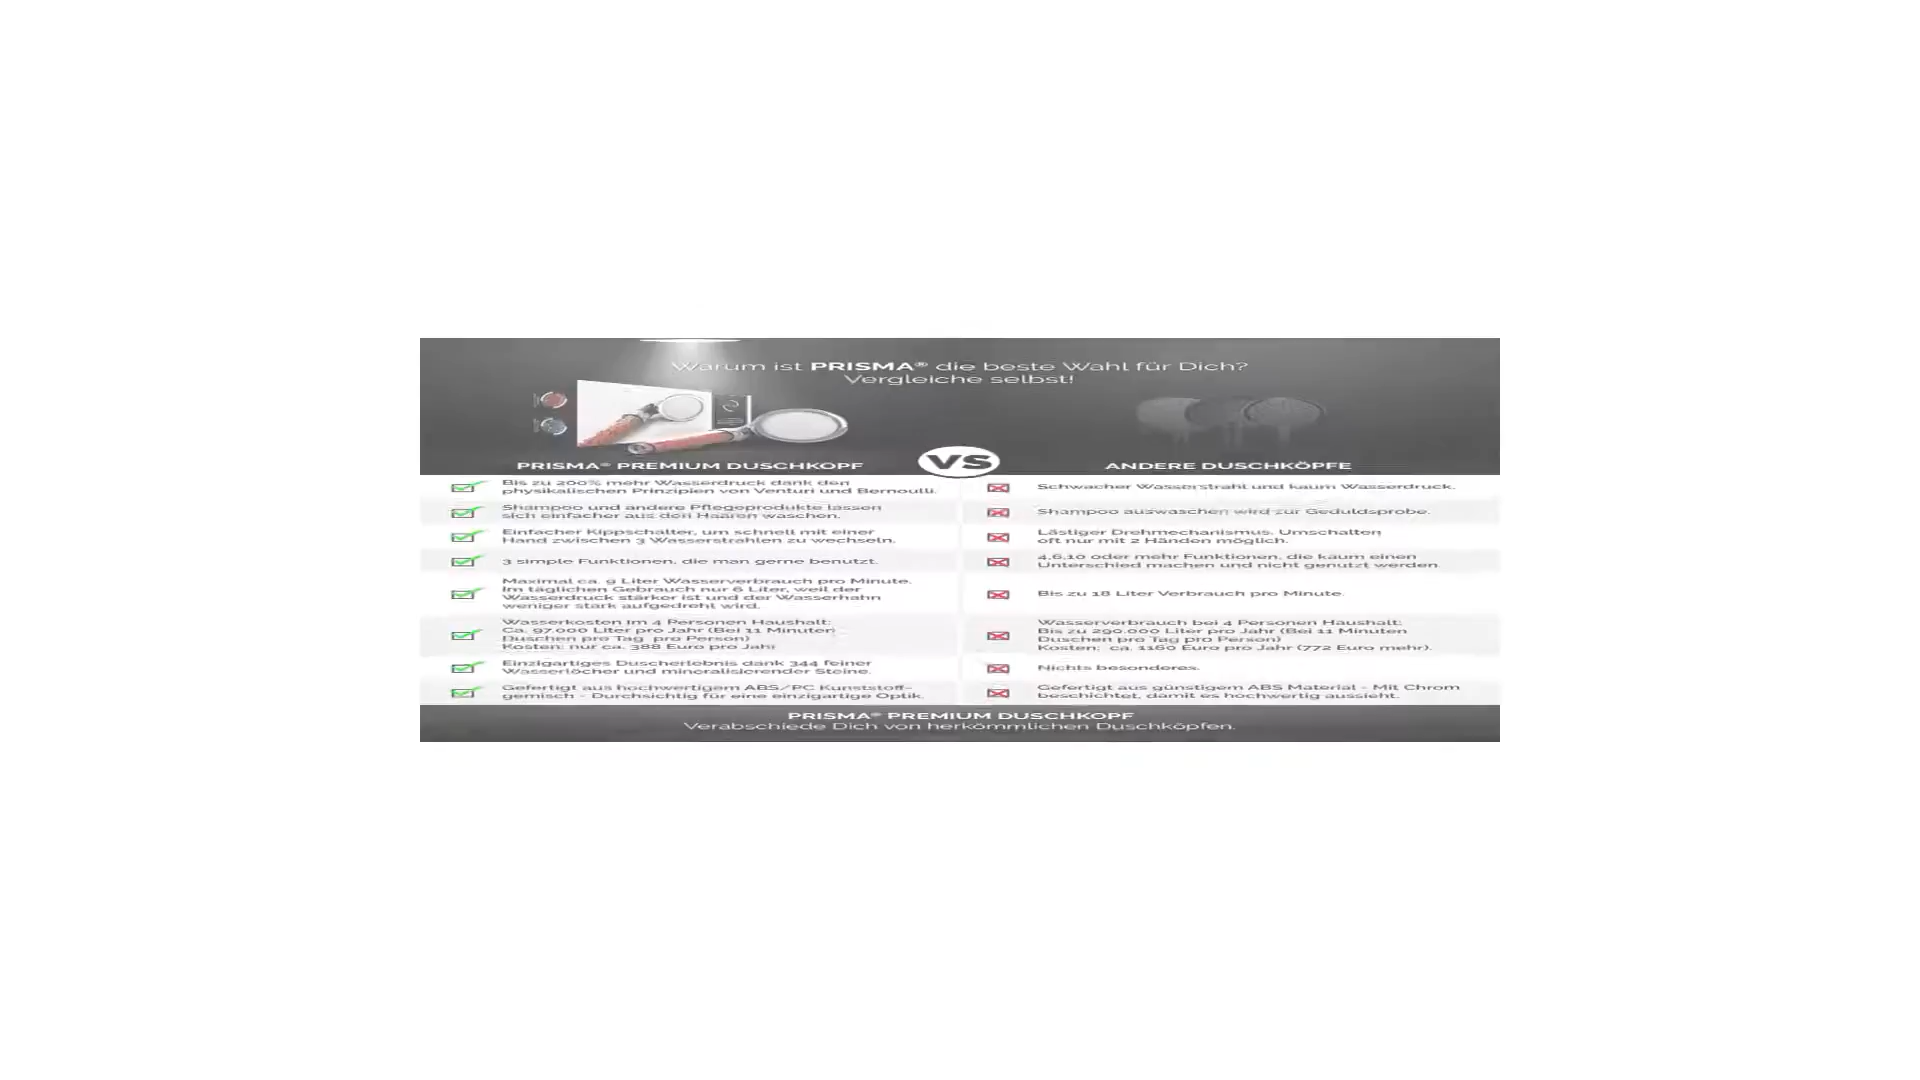 Warum ist PRISMA® die beste Wahl für Dich?
Vergleiche selbst!
PRISMA® PREMIUM DUSCHKOPF
VS
ANDERE DUSCHKÖPFE
Bis zu 200% mehr Wasserdruck dank den
physikalischen Prinzipien von Venturi und Bernoulli.
Schwacher Wasserstrahl und kaum Wasserdruck.
Shampoo und andere Pflegeprodukte lassen
sich einfacher aus den Haaren waschen.
Shampoo auswaschen wird zur Geduldsprobe.
Einfacher Kippschalter, um schnell mit einer
Hand zwischen 3 Wasserstrahlen zu wechseln.
Lästiger Drehmechanismus. Umschalten
oft nur mit 2 Händen möglich.
3 simple Funktionen, die man gerne benutzt.
4,6,10 oder mehr Funktionen, die kaum einen
Unterschied machen und nicht genutzt werden.
Maximal ca. 9 Liter Wasserverbrauch pro Minute.
Im täglichen Gebrauch nur 6 Liter, weil der
Wasserdruck stärker ist und der Wasserhahn
weniger stark aufgedreht wird.
Bis zu 18 Liter Verbrauch pro Minute.
Wasserkosten im 4 Personen Haushalt:
Ca. 97.000 Liter pro Jahr (Bei 11 Minuten
Duschen pro Tag pro Person)
Kosten: nur ca. 388 Euro pro Jahr
Wasserverbrauch bei 4 Personen Haushalt:
Bis zu 290.000 Liter pro Jahr (Bei 11 Minuten
Duschen pro Tag pro Person)
Kosten: ca. 1160 Euro pro Jahr (772 Euro mehr).
Einzigartiges Duscherlebnis dank 344 feiner
Wasserlöcher und mineralisierender Steine.
Nichts besonderes.
Gefertigt aus hochwertigem ABS/PC Kunststoff-
gemisch - Durchsichtig für eine einzigartige Optik.
Gefertigt aus günstigem ABS Material - Mit Chrom
beschichtet, damit es hochwertig aussieht.
PRISMA® PREMIUM DUSCHKOPF
Verabschiede Dich von herkömmlichen Duschköpfen.